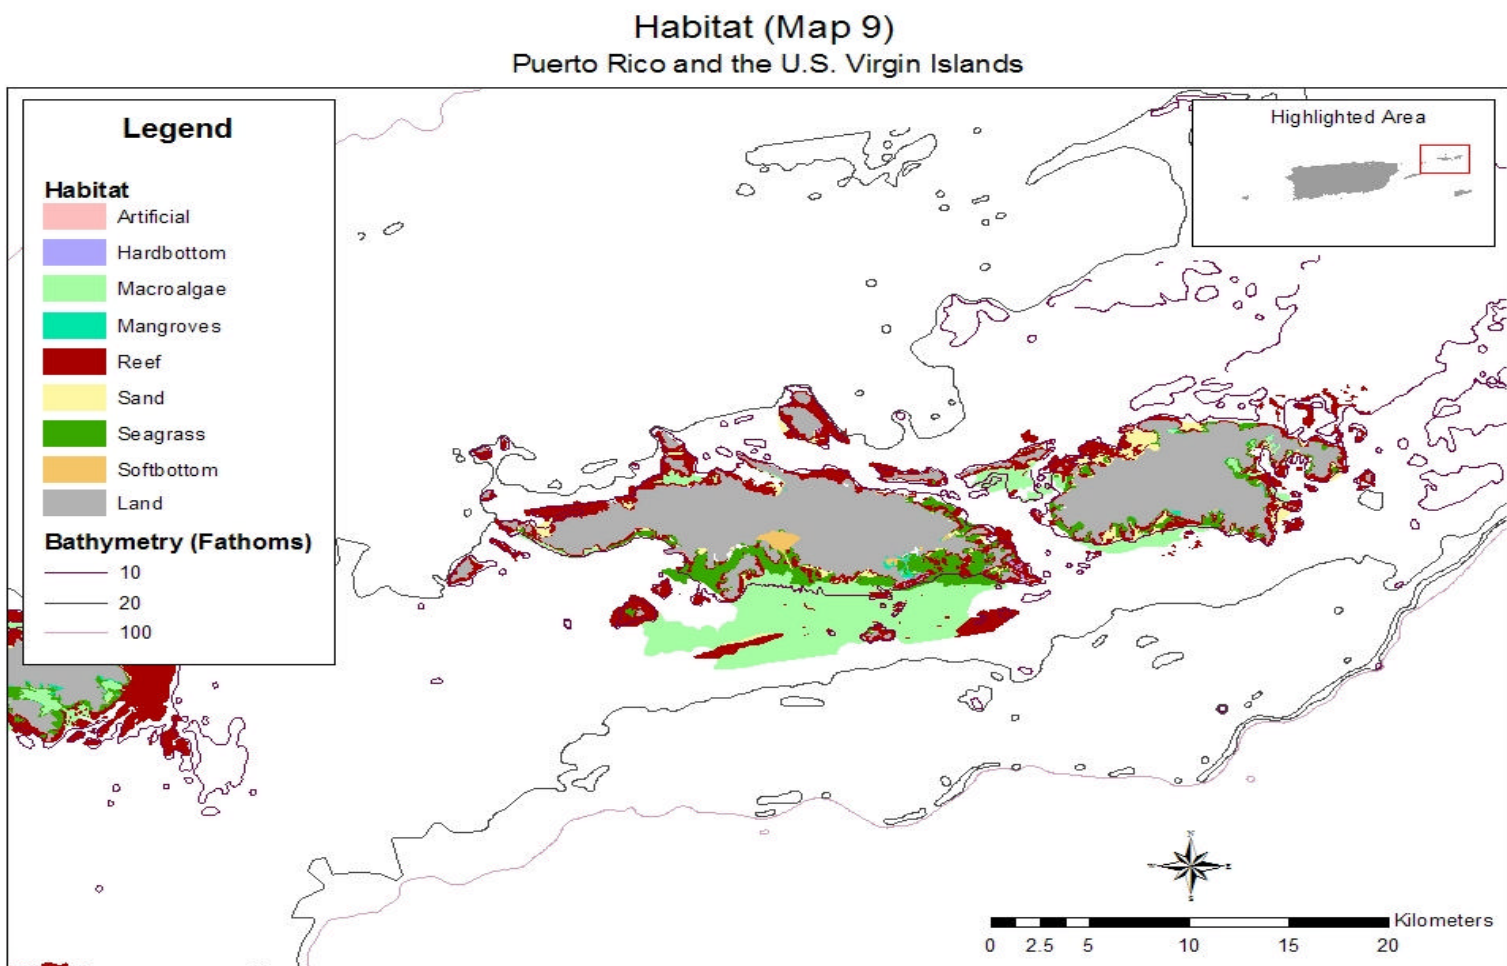 Habitat (Map 9)
Puerto Rico and the U.S. Virgin Islands
Legend
Habitat
Artificial
Hardbottom
Macroalgae
Mangroves
Reef
Sand
Seagrass
Softbottom
Land
Bathymetry (Fathoms)
10
20
100
Highlighted Area
N
W
E
S
Kilometers
0 2.5 5 10 15 20